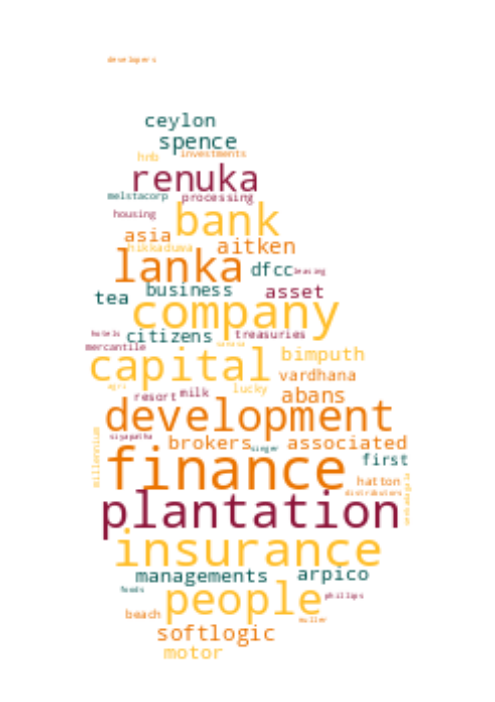 developers
ceylon
spence
hnb investments
renuka
melstacorp processing
housing bank
asia
hikkaduwa aitken
lanka dfcc leasing
business asset
tea
company
hotels citizens treasuries
mercantile savasa
capital bimputh
vardhana
agro lucky
resort milk abans
development
siyapatha brokers singer associated
millennium first
finance hatton
distributors
plantation
insurance
managements arpico
foods people phillips
beach muller
softlogic
motor